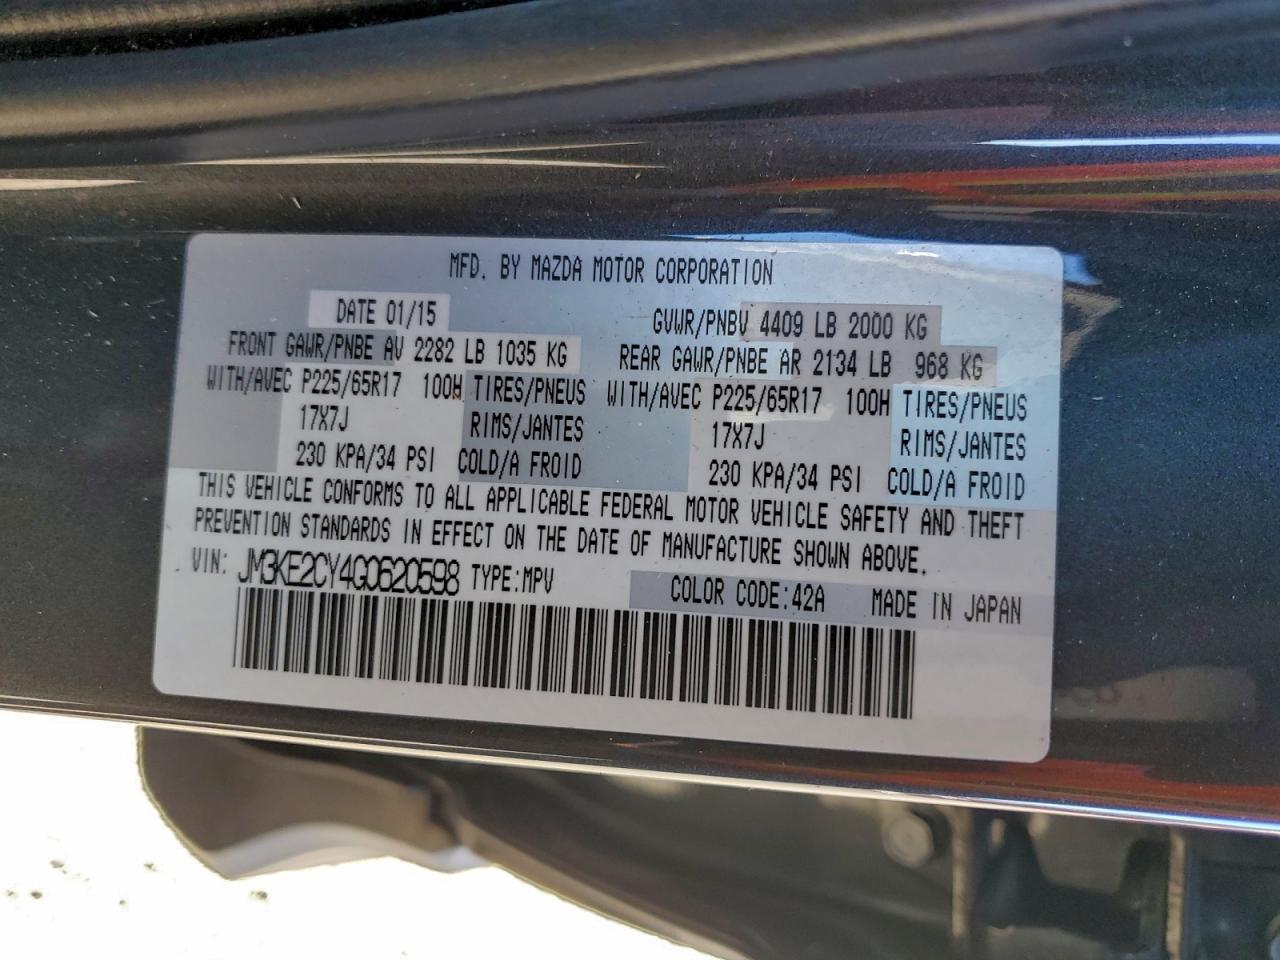 MFD. BY MAZDA MOTOR CORPORATION
DATE 01/15 GVWR/PNBV 4409 LB 2000 KG
FRONT GAWR/PNBE AV 2282 LB 1035 KG REAR GAWR/PNBE AR 2134 LB 968 KG
WITH/AVEC P225/65R17 100H TIRES/PNEUS WITH/AVEC P225/65R17 100H TIRES/PNEUS
17X7J RIMS/JANTES 17X7J RIMS/JANTES
230 KPA/34 PSI COLD/A FROID 230 KPA/34 PSI COLD/A FROID
THIS VEHICLE CONFORMS TO ALL APPLICABLE FEDERAL MOTOR VEHICLE SAFETY AND THEFT
PREVENTION STANDARDS IN EFFECT ON THE DATE OF MANUFACTURE SHOWN ABOVE.
VIN: JM3KE2CY4G0620598 TYPE:MPV COLOR CODE:42A MADE IN JAPAN